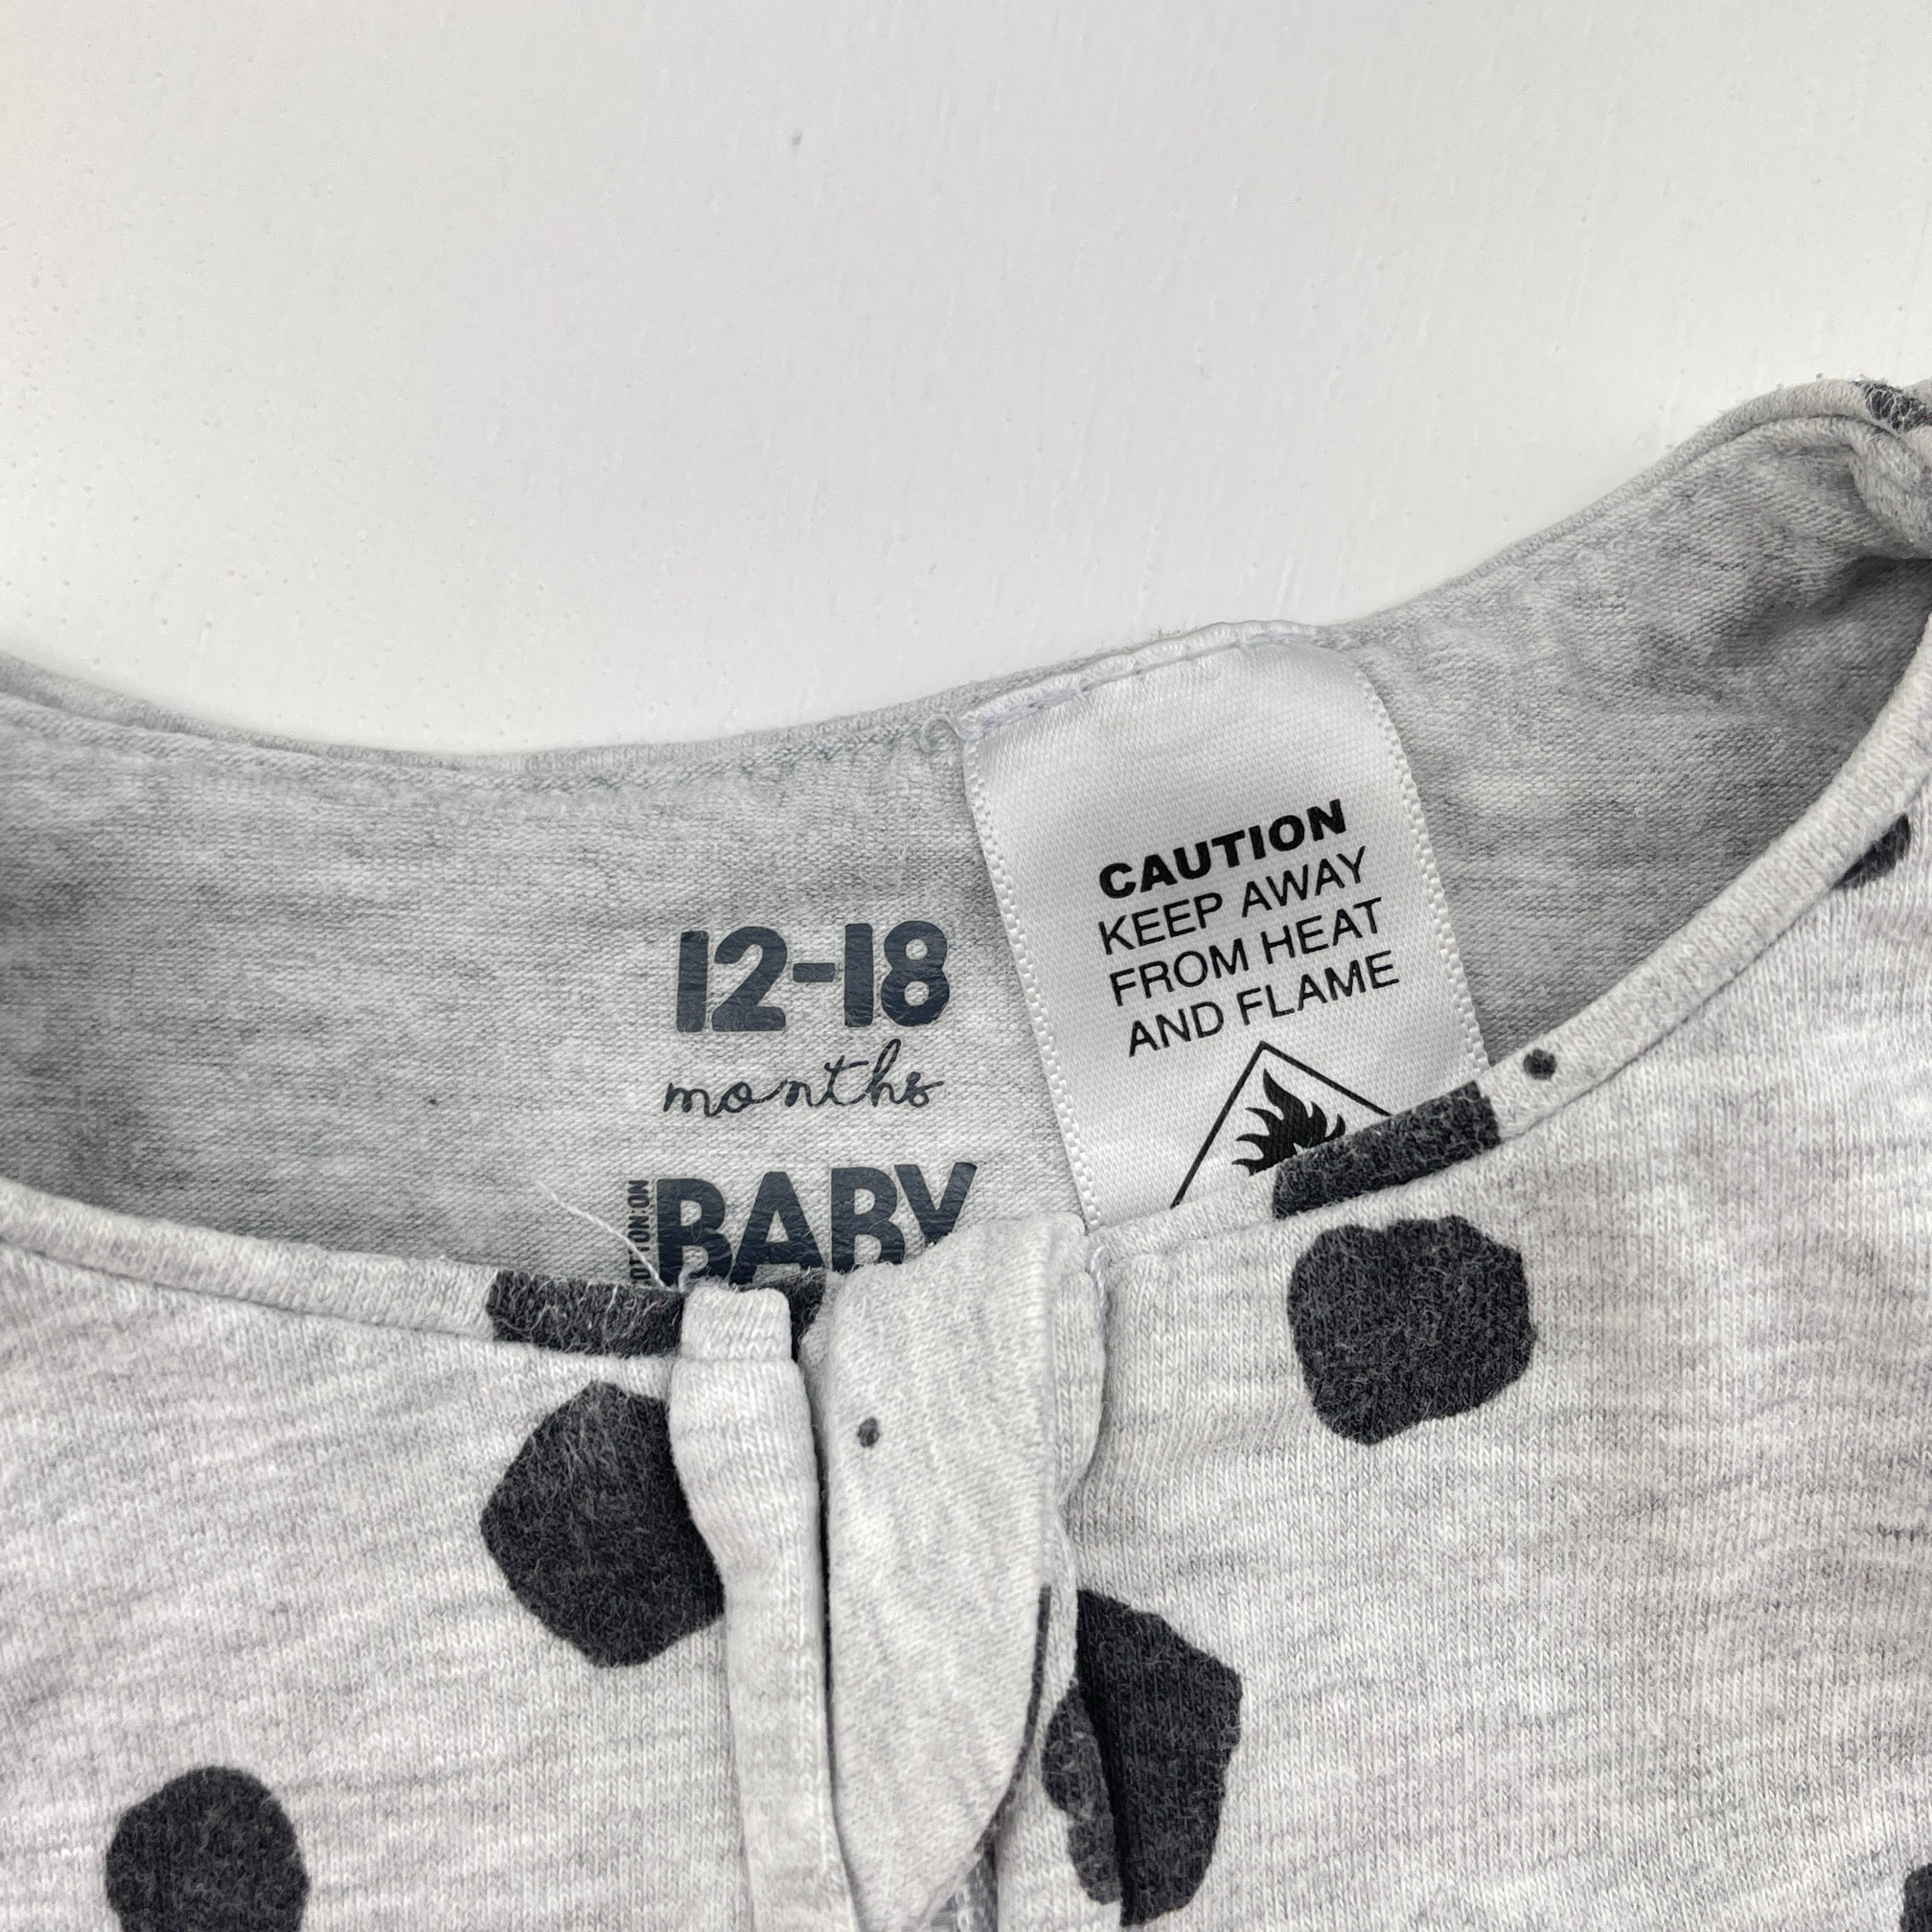 12-18
months
BABY
CAUTION
KEEP AWAY
FROM HEAT
AND FLAME